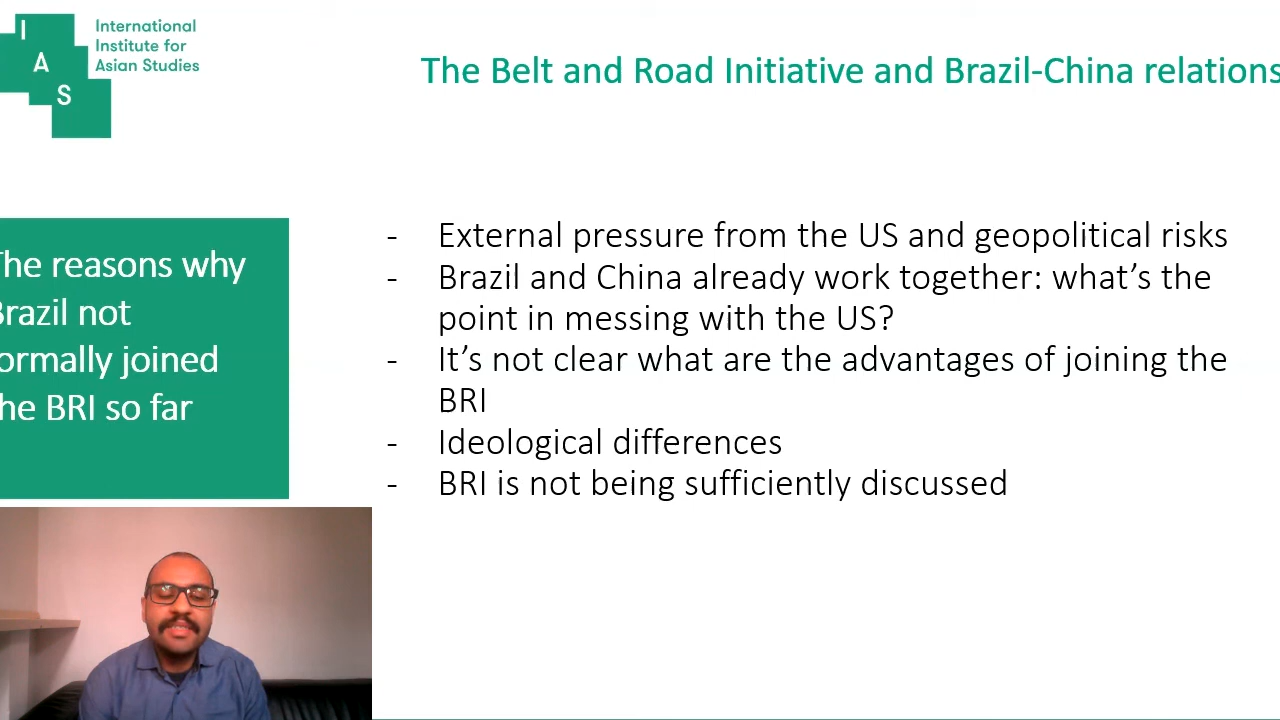 I
A
S
International
Institute for
Asian Studies
The Belt and Road Initiative and Brazil-China relations
The reasons why
Brazil not
formally joined
the BRI so far
- External pressure from the US and geopolitical risks
- Brazil and China already work together: what’s the
point in messing with the US?
- It’s not clear what are the advantages of joining the
BRI
- Ideological differences
- BRI is not being sufficiently discussed